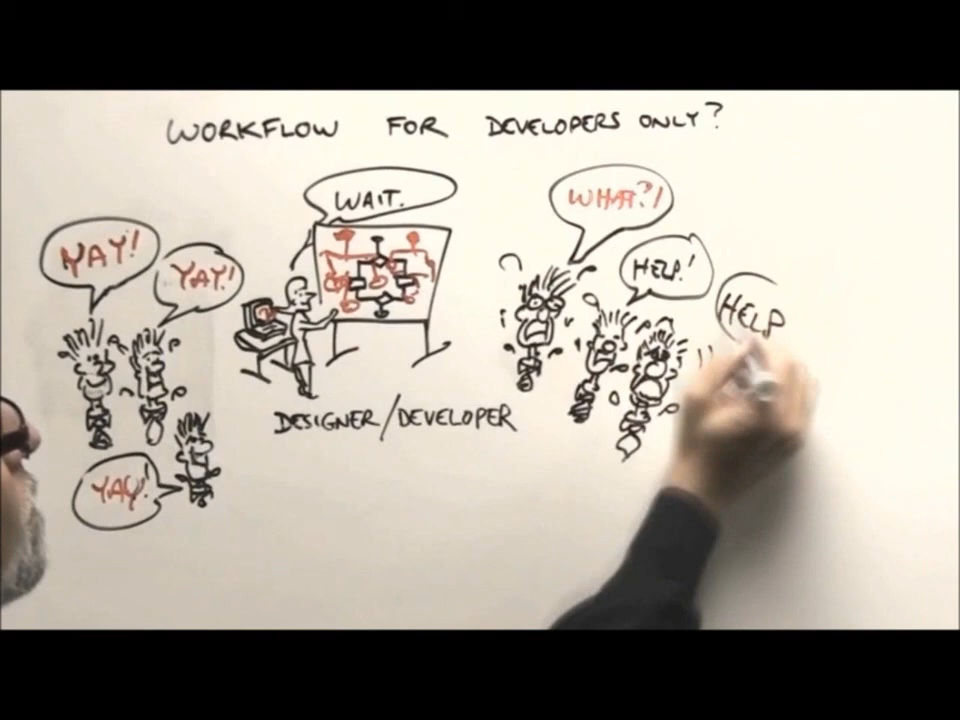 WORKFLOW FOR DEVELOPERS ONLY?
YAY!
YAY!
YAY!
WAIT.
DESIGNER/DEVELOPER
WHAT?!
HELP!
HELP